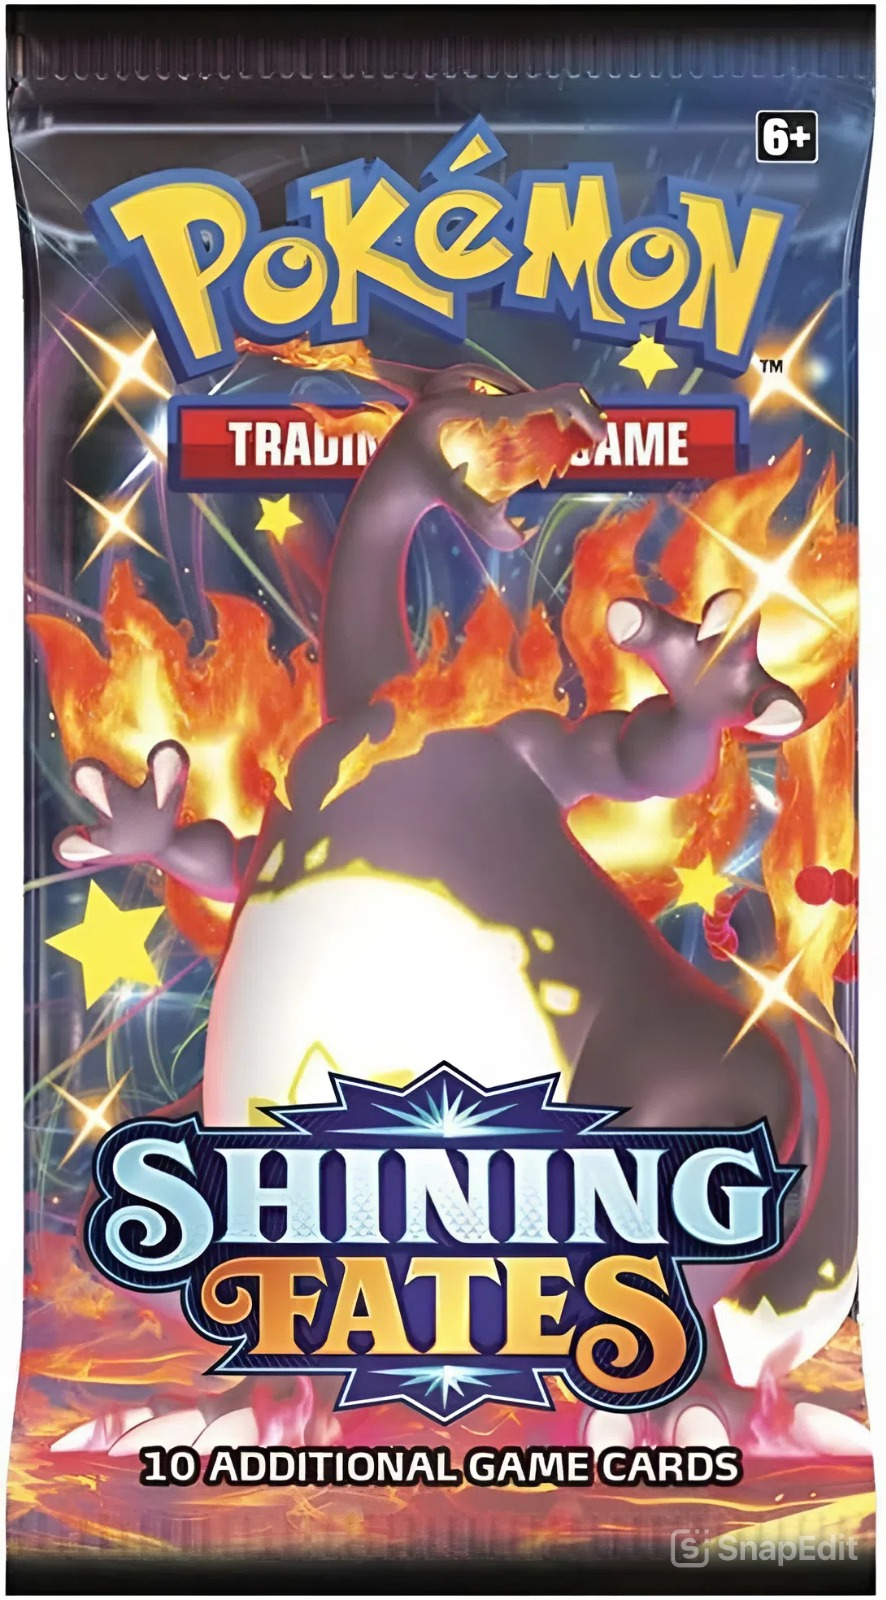 6+
POKéMON
TM
TRADIN GAME
SHINING
FATES
10 ADDITIONAL GAME CARDS
SnapEdit